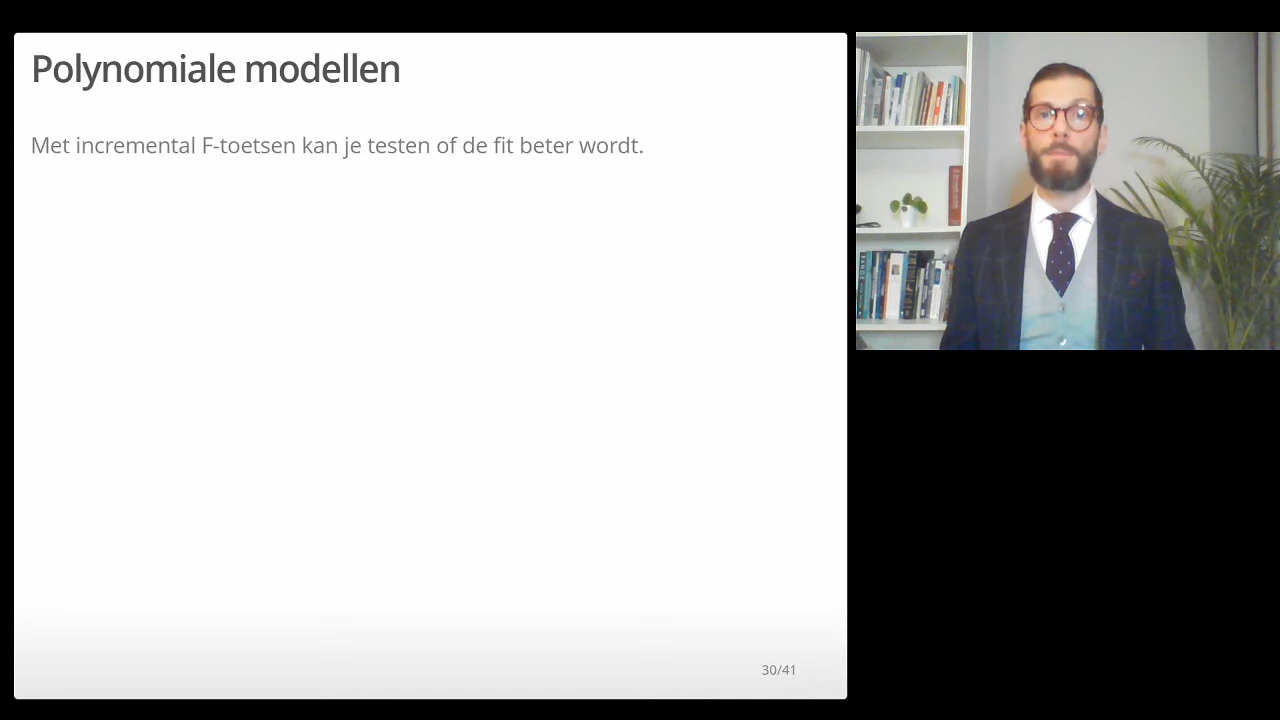 Polynomiale modellen
Met incremental F-toetsen kan je testen of de fit beter wordt.
30/41